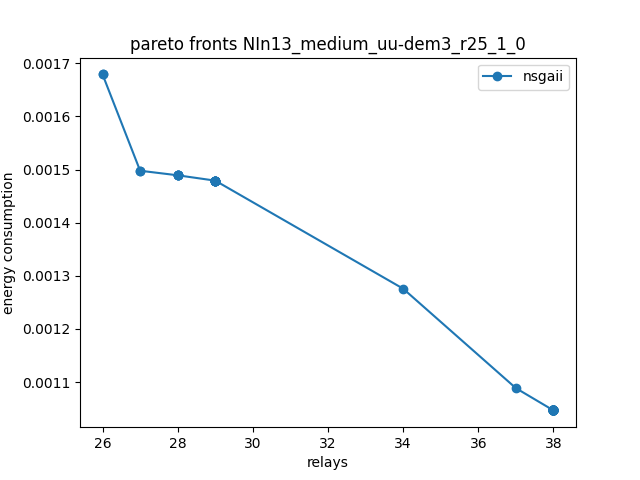 pareto fronts NIn13_medium_uu-dem3_r25_1_0
nsgaii
energy consumption
0.0017
0.0016
0.0015
0.0014
0.0013
0.0012
0.0011
26 28 30 32 34 36 38
relays